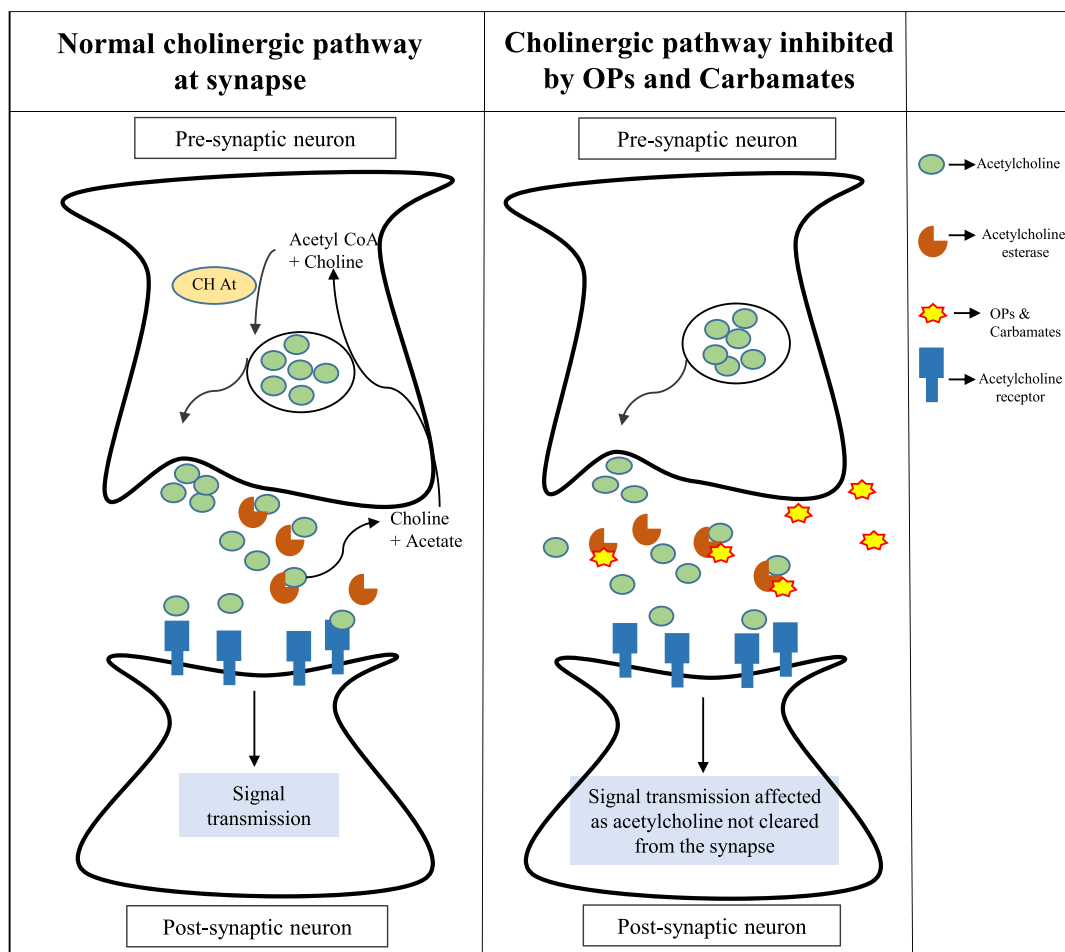 Normal cholinergic pathway
at synapse
Cholinergic pathway inhibited
by OPs and Carbamates
Pre-synaptic neuron
Acetyl CoA
+ Choline
CH At
Choline
+ Acetate
Signal
transmission
Post-synaptic neuron
Pre-synaptic neuron
Signal transmission affected
as acetylcholine not cleared
from the synapse
Post-synaptic neuron
Acetylcholine
Acetylcholine
esterase
OPs &
Carbamates
Acetylcholine
receptor